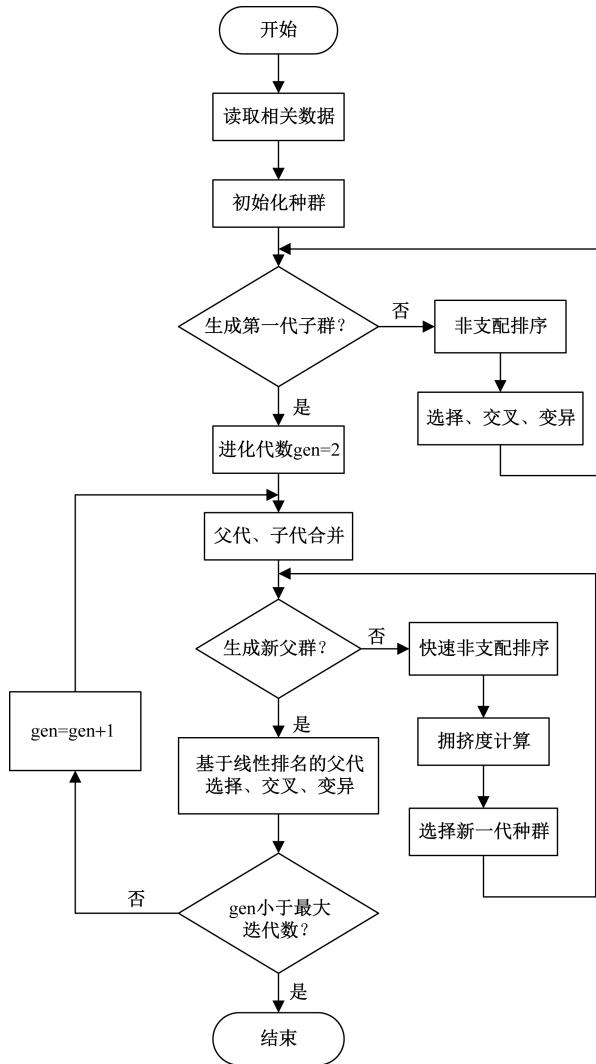 开始
读取相关数据
初始化种群
生成第一代子群？
否
非支配排序
选择、交叉、变异
是
进化代数gen=2
父代、子代合并
生成新父群？
否
快速非支配排序
拥挤度计算
选择新一代种群
是
gen=gen+1
基于线性排名的父代
选择、交叉、变异
否
gen小于最大
迭代数？
是
结束